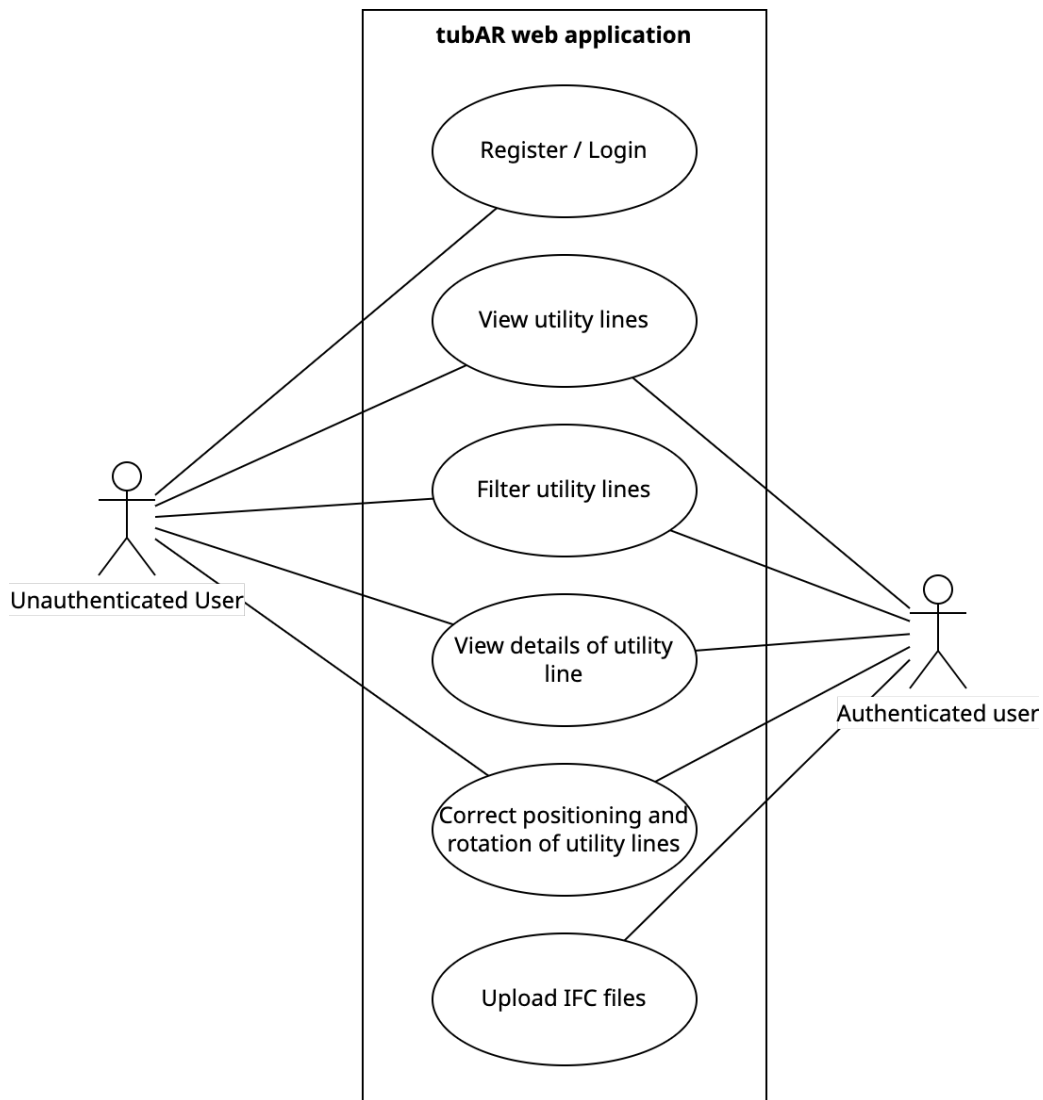 tubAR web application
Register / Login
View utility lines
Filter utility lines
Unauthenticated User
View details of utility
line
Authenticated user
Correct positioning and
rotation of utility lines
Upload IFC files